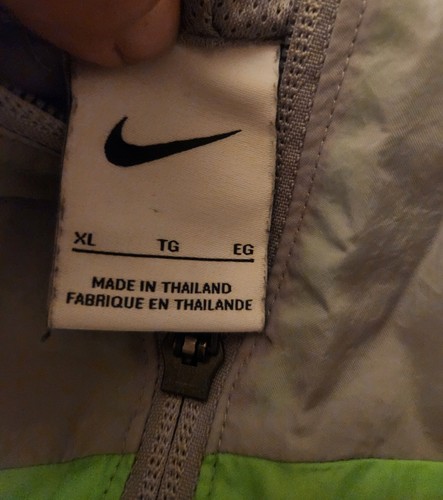 XL TG EG
MADE IN THAILAND
FABRIQUE EN THAILANDE